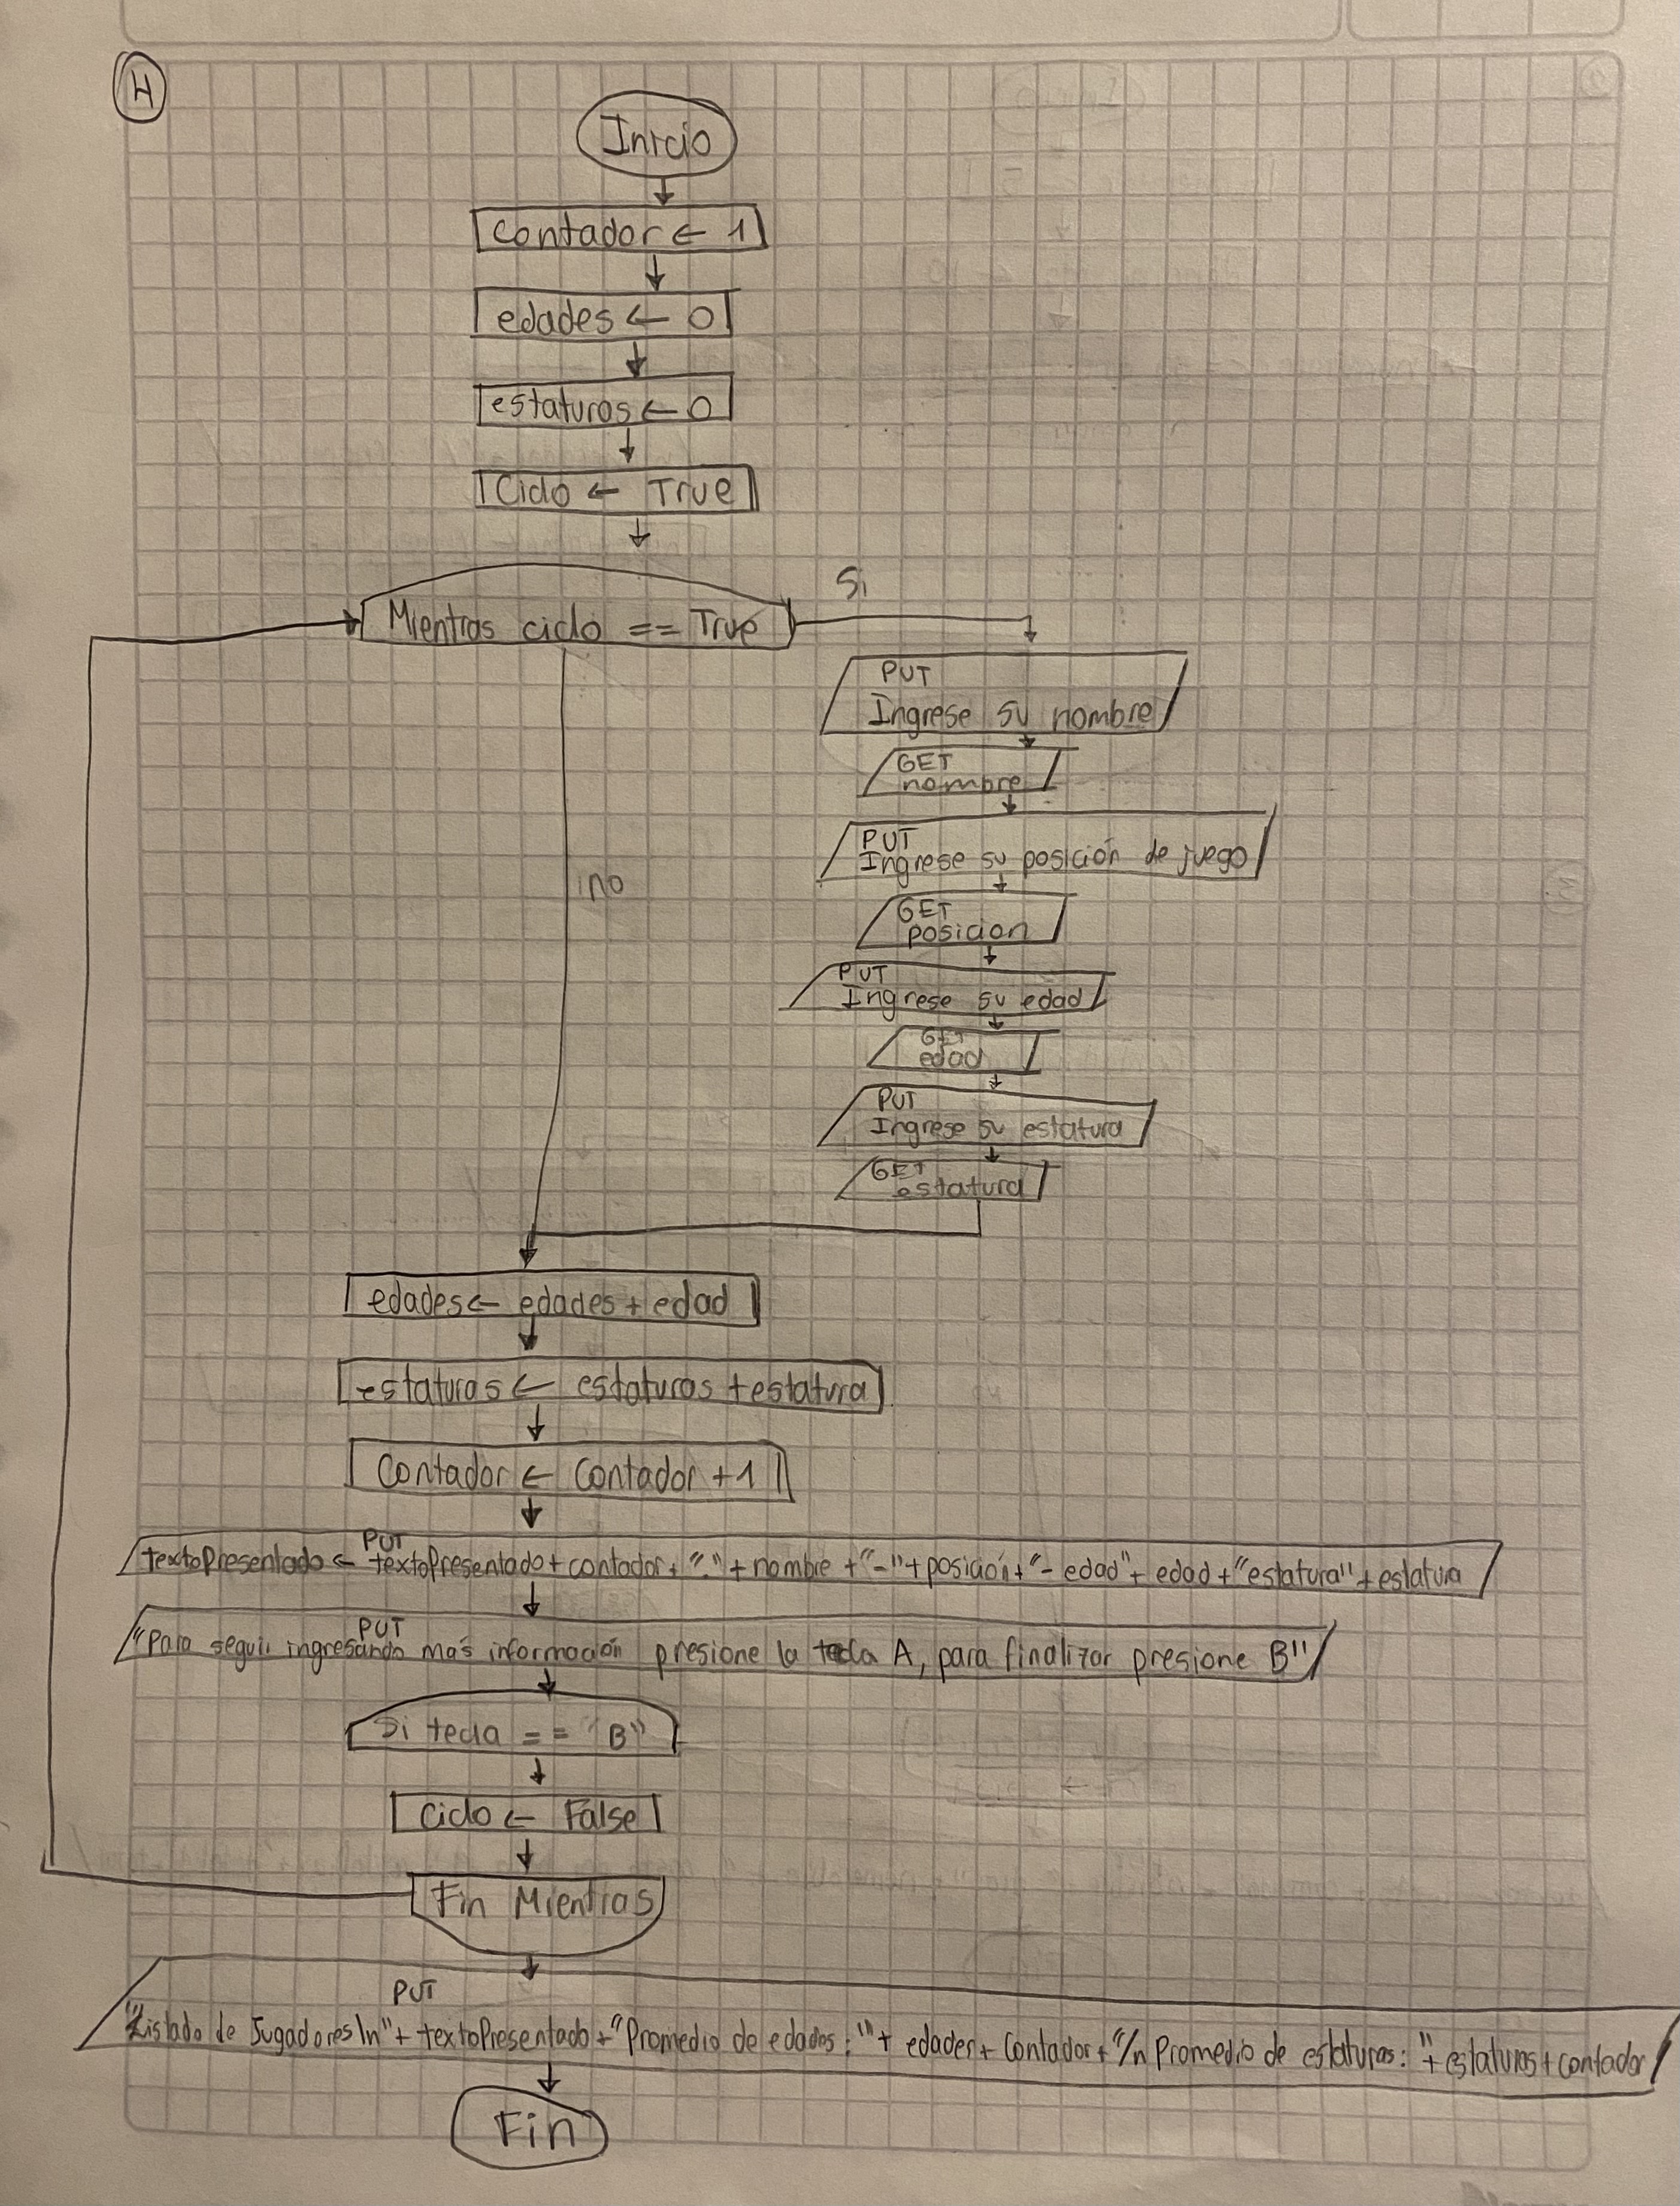 4
Inicio
Contador ← 1
edades ← 0
estaturas ← 0
Ciclo ← True
Si
Mientras ciclo == True
PUT
Ingrese su nombre
GET
nombre
PUT
Ingrese su posición de juego
no
GET
posicion
PUT
Ingrese su edad
GET
edad
PUT
Ingrese su estatura
GET
estatura
edades ← edades + edad
estaturas ← estaturas + estatura
Contador ← Contador + 1
PUT
textoPresentado ← textoPresentado + contador + "." + nombre + "-" + posición + "- edad" + edad + "estatura" + estatura
PUT
"Para seguir ingresando más información presione la tecla A, para finalizar presione B"
Si tecla == "B"
Ciclo ← False
Fin Mientras
PUT
"Listado de Jugadores\n" + textoPresentado + "Promedio de edades:" + edades + Contador + "/n Promedio de estaturas: " + estaturas + contador
Fin